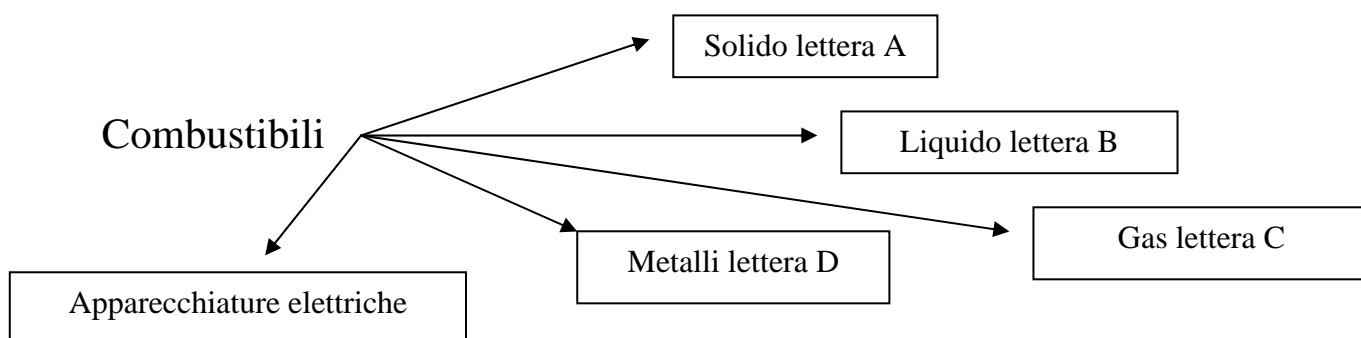 Solido lettera A
Combustibili
Liquido lettera B
Gas lettera C
Metalli lettera D
Apparecchiature elettriche